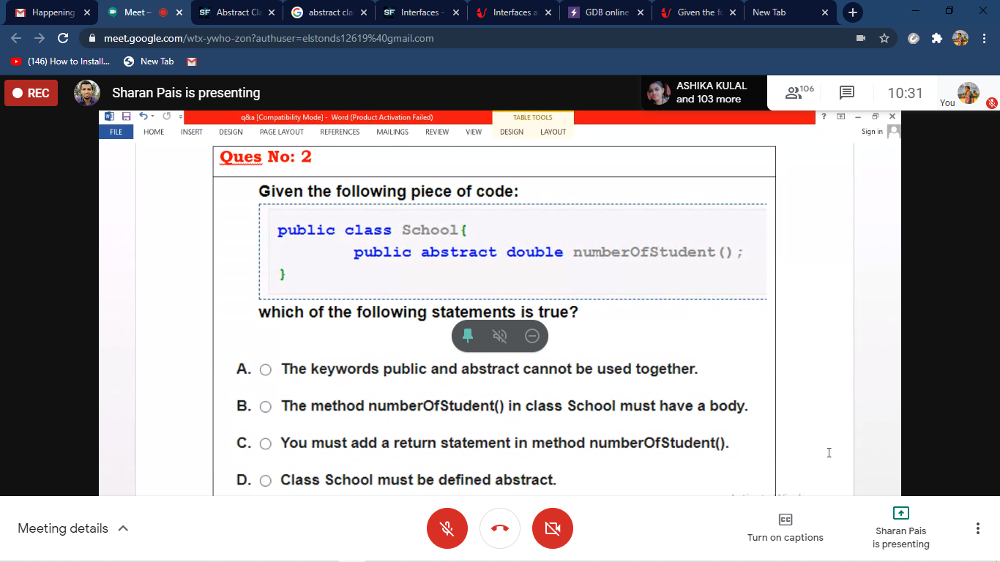 Happening
Meet –
SF Abstract Cla
abstract clas
SF Interfaces -
Interfaces a
GDB online
Given the fo
New Tab
meet.google.com/wtx-ywho-zon?authuser=elstonds12619%40gmail.com
(146) How to Install...
New Tab
REC
Sharan Pais is presenting
ASHIKA KULAL
and 103 more
106
10:31
You
q&a [Compatibility Mode] - Word (Product Activation Failed)
TABLE TOOLS
FILE HOME INSERT DESIGN PAGE LAYOUT REFERENCES MAILINGS REVIEW VIEW DESIGN LAYOUT
Sign in
Ques No: 2
Given the following piece of code:
public class School{
public abstract double numberOfStudent();
}
which of the following statements is true?
A. The keywords public and abstract cannot be used together.
B. The method numberOfStudent() in class School must have a body.
C. You must add a return statement in method numberOfStudent().
D. Class School must be defined abstract.
Meeting details
CC
Turn on captions
Sharan Pais
is presenting